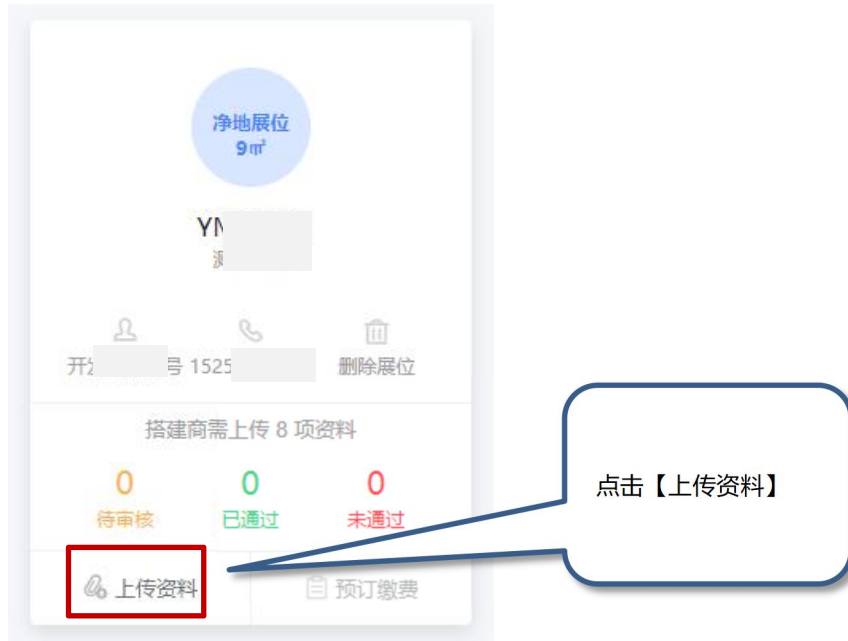 净地展位
9㎡
YN
测
开发 号 1525 删除展位
搭建商需上传 8 项资料
0 0 0
待审核 已通过 未通过
上传资料 预订缴费
点击【上传资料】